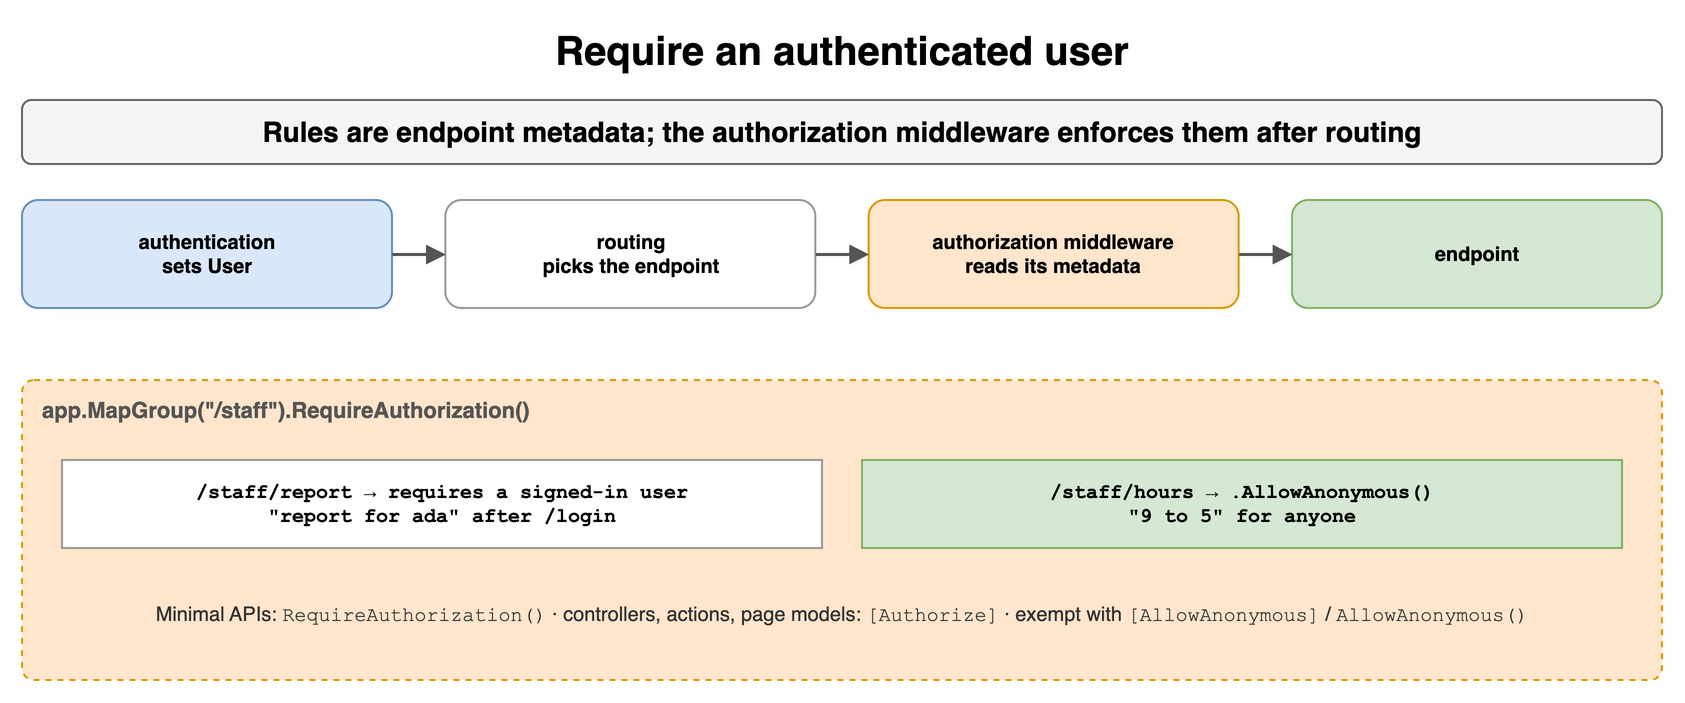 Require an authenticated user
Rules are endpoint metadata; the authorization middleware enforces them after routing
authentication
sets User
routing
picks the endpoint
authorization middleware
reads its metadata
endpoint
app.MapGroup("/staff").RequireAuthorization()
/staff/report → requires a signed-in user
"report for ada" after /login
/staff/hours → .AllowAnonymous()
"9 to 5" for anyone
Minimal APIs: RequireAuthorization() · controllers, actions, page models: [Authorize] · exempt with [AllowAnonymous] / AllowAnonymous()